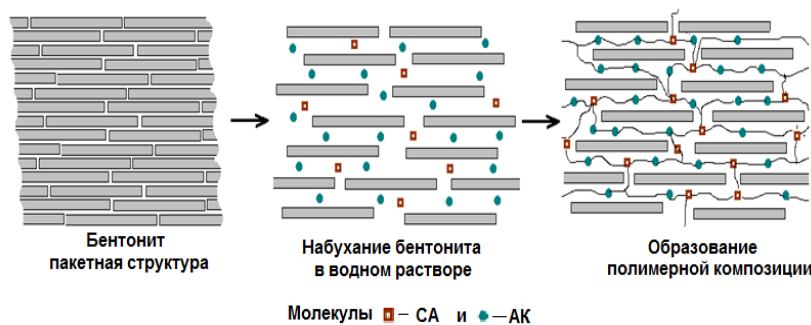 Бентонит
пакетная структура
Набухание бентонита
в водном растворе
Образование
полимерной композиции
Молекулы – СА и – АК